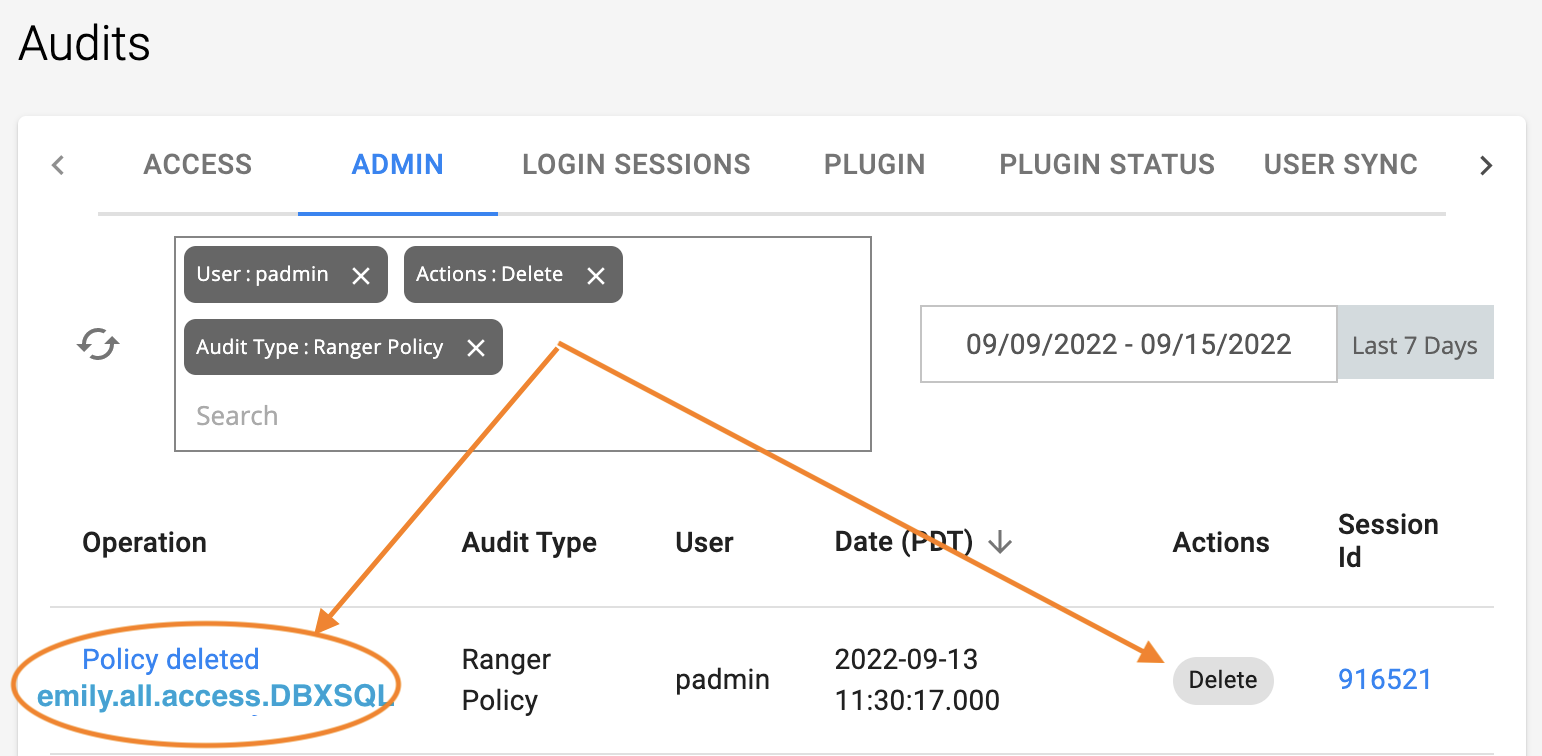 Audits
ACCESS ADMIN LOGIN SESSIONS PLUGIN PLUGIN STATUS USER SYNC
User : padmin Actions : Delete
Audit Type : Ranger Policy
Search
09/09/2022 - 09/15/2022 Last 7 Days
Operation Audit Type User Date (PDT) Actions Session Id
Policy deleted
emily.all.access.DBXSQL
Ranger
Policy
padmin
2022-09-13
11:30:17.000
Delete
916521